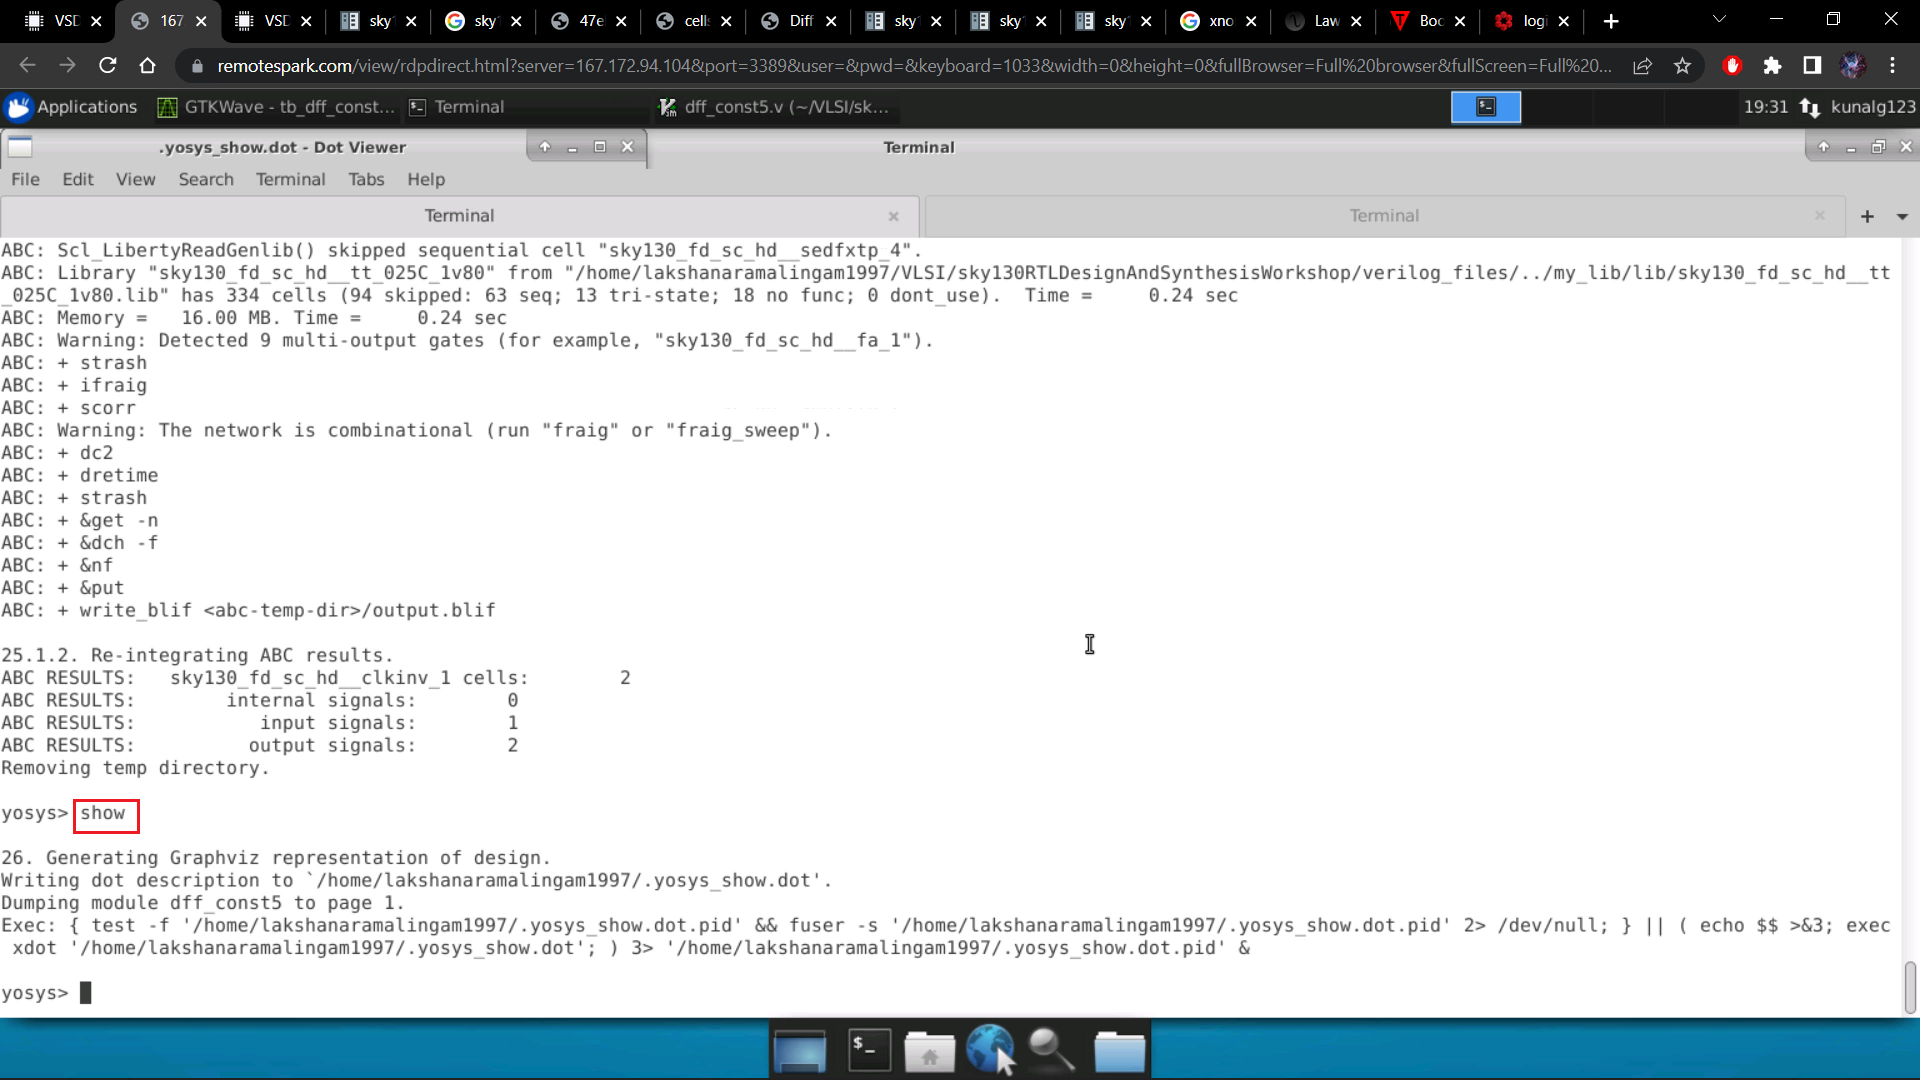 VSD
167
VSD
sky
sky
47e
cell
Diff
sky
sky
sky
xno
Law
Boc
logi
remotespark.com/view/rdpdirect.html?server=167.172.94.104&port=3389&user=&pwd=&keyboard=1033&width=0&height=0&fullBrowser=Full%20browser&fullScreen=Full%20...
Applications
GTKWave - tb_dff_const...
Terminal
dff_const5.v (~/VLSI/sk...
19:31
kunalg123
.yosys_show.dot - Dot Viewer
Terminal
File Edit View Search Terminal Tabs Help
Terminal
Terminal
ABC: Scl_LibertyReadGenlib() skipped sequential cell "sky130_fd_sc_hd__sedfxtp_4".
ABC: Library "sky130_fd_sc_hd__tt_025C_1v80" from "/home/lakshanaramalingam1997/VLSI/sky130RTLDesignAndSynthesisWorkshop/verilog_files/../my_lib/lib/sky130_fd_sc_hd__tt
_025C_1v80.lib" has 334 cells (94 skipped: 63 seq; 13 tri-state; 18 no func; 0 dont_use).  Time =     0.24 sec
ABC: Memory =   16.00 MB. Time =     0.24 sec
ABC: Warning: Detected 9 multi-output gates (for example, "sky130_fd_sc_hd__fa_1").
ABC: + strash
ABC: + ifraig
ABC: + scorr
ABC: Warning: The network is combinational (run "fraig" or "fraig_sweep").
ABC: + dc2
ABC: + dretime
ABC: + strash
ABC: + &get -n
ABC: + &dch -f
ABC: + &nf
ABC: + &put
ABC: + write_blif <abc-temp-dir>/output.blif
25.1.2. Re-integrating ABC results.
ABC RESULTS:   sky130_fd_sc_hd__clkinv_1 cells:        2
ABC RESULTS:        internal signals:        0
ABC RESULTS:           input signals:        1
ABC RESULTS:          output signals:        2
Removing temp directory.
yosys> show
26. Generating Graphviz representation of design.
Writing dot description to `/home/lakshanaramalingam1997/.yosys_show.dot'.
Dumping module dff_const5 to page 1.
Exec: { test -f '/home/lakshanaramalingam1997/.yosys_show.dot.pid' && fuser -s '/home/lakshanaramalingam1997/.yosys_show.dot.pid' 2> /dev/null; } || ( echo $$ >&3; exec
 xdot '/home/lakshanaramalingam1997/.yosys_show.dot'; ) 3> '/home/lakshanaramalingam1997/.yosys_show.dot.pid' &
yosys>